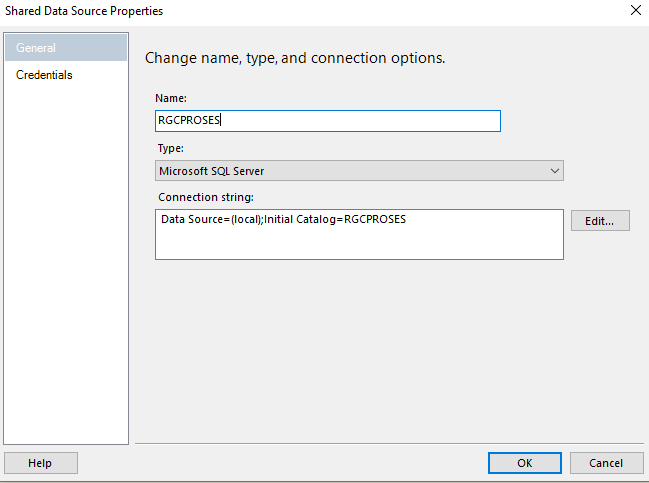 Shared Data Source Properties
General
Credentials
Change name, type, and connection options.
Name:
RGCPROSES
Type:
Microsoft SQL Server
Connection string:
Data Source=(local);Initial Catalog=RGCPROSES
Edit...
Help
OK
Cancel